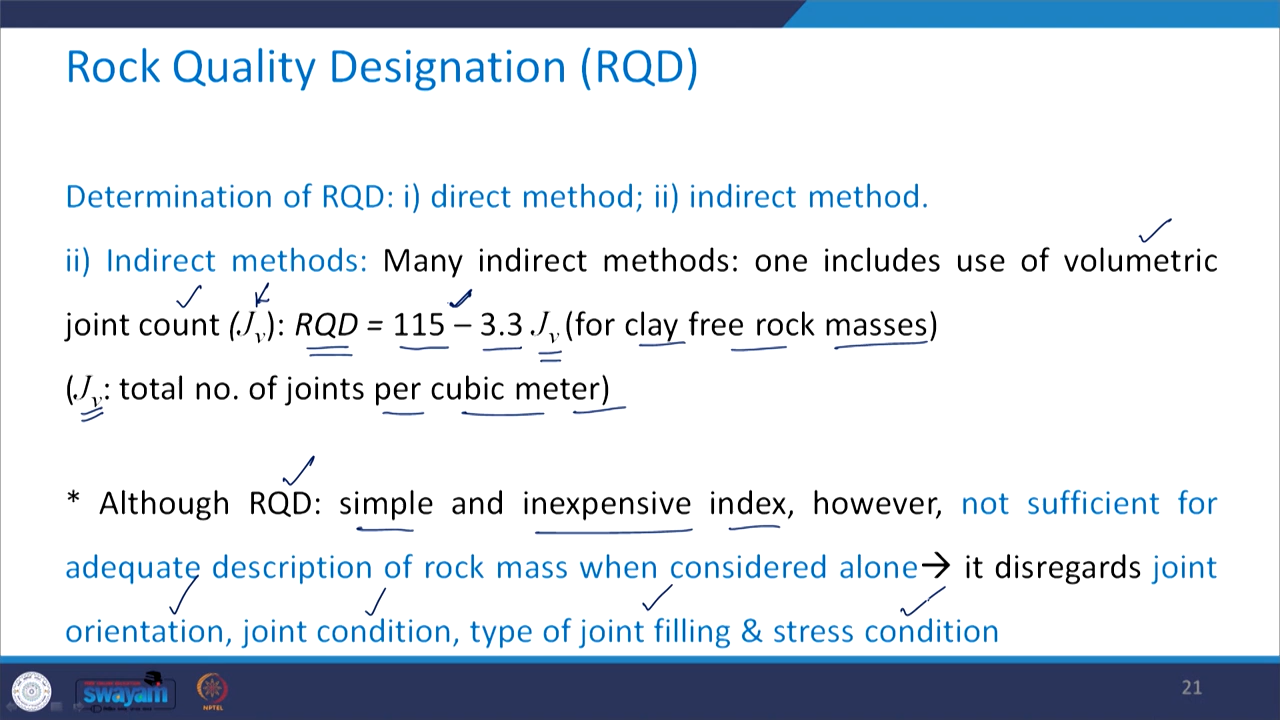 Rock Quality Designation (RQD)
Determination of RQD: i) direct method; ii) indirect method.
ii) Indirect methods: Many indirect methods: one includes use of volumetric
joint count (Jv): RQD = 115 – 3.3 Jv (for clay free rock masses)
(Jv: total no. of joints per cubic meter)
* Although RQD: simple and inexpensive index, however, not sufficient for
adequate description of rock mass when considered alone→ it disregards joint
orientation, joint condition, type of joint filling & stress condition
swayam
NPTEL
21